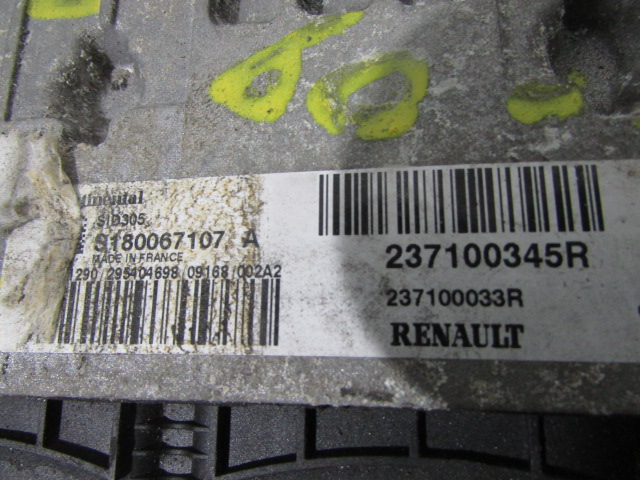 SID305
S180067107 A
MADE IN FRANCE
290 295404698 09168 002A2
237100345R
237100033R
RENAULT